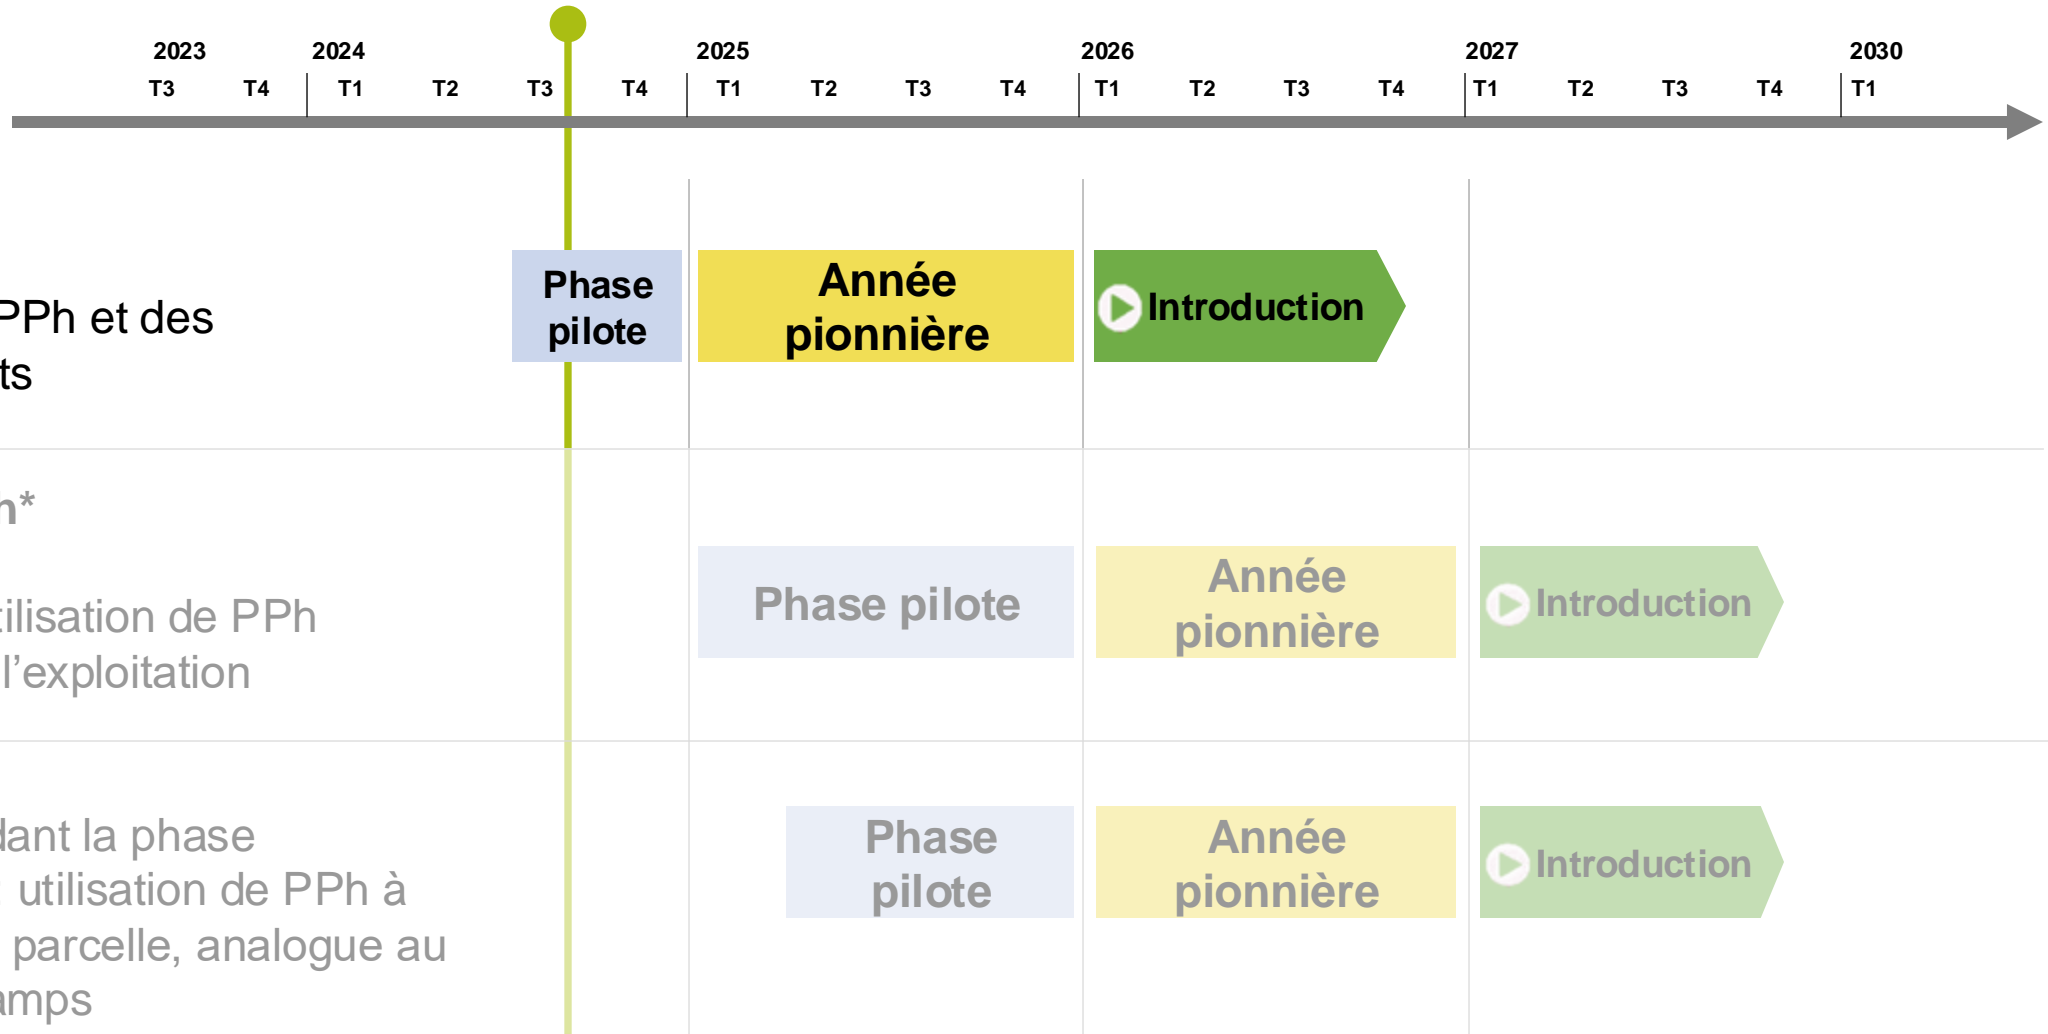 2023 2024 2025 2026 2027 2030
T3 T4 T1 T2 T3 T4 T1 T2 T3 T4 T1 T2 T3 T4 T1 T2 T3 T4 T1
Phase
pilote
Année
pionnière
Introduction
PPh et des
ts
h*
Phase pilote
Année
pionnière
Introduction
tilisation de PPh
l’exploitation
Phase
pilote
Année
pionnière
Introduction
dant la phase
utilisation de PPh à
parcelle, analogue au
amps